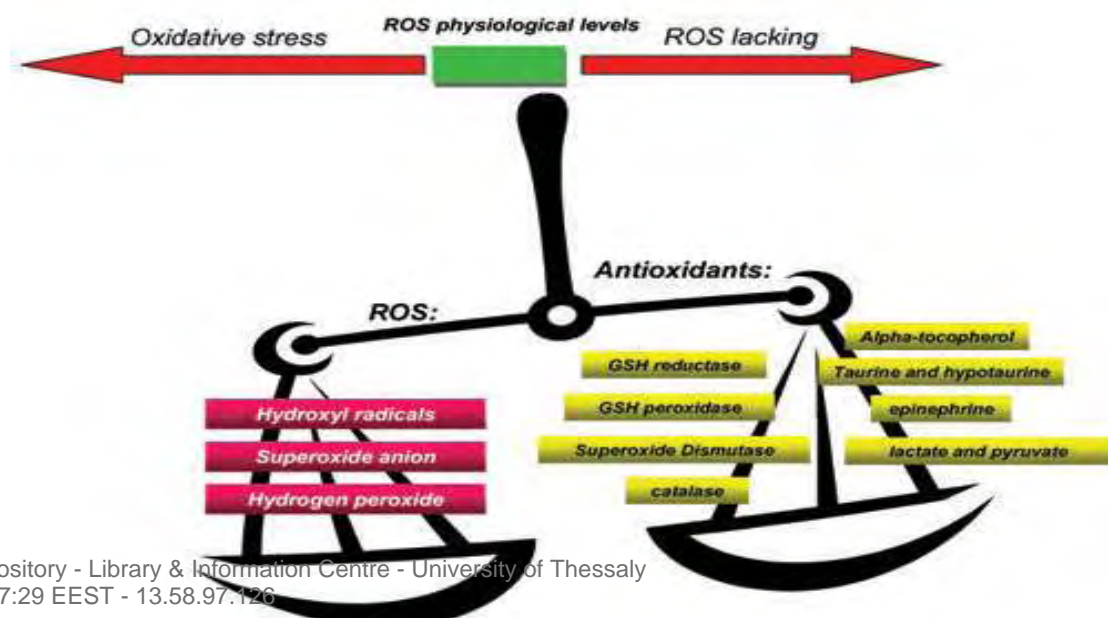 ROS physiological levels
Oxidative stress
ROS lacking
Antioxidants:
ROS:
Hydroxyl radicals
Superoxide anion
Hydrogen peroxide
GSH reductase
GSH peroxidase
Superoxide Dismutase
catalase
Alpha-tocopherol
Taurine and hypotaurine
epinephrine
lactate and pyruvate
ository - Library & Information Centre - University of Thessaly
7:29 EEST - 13.58.97.126